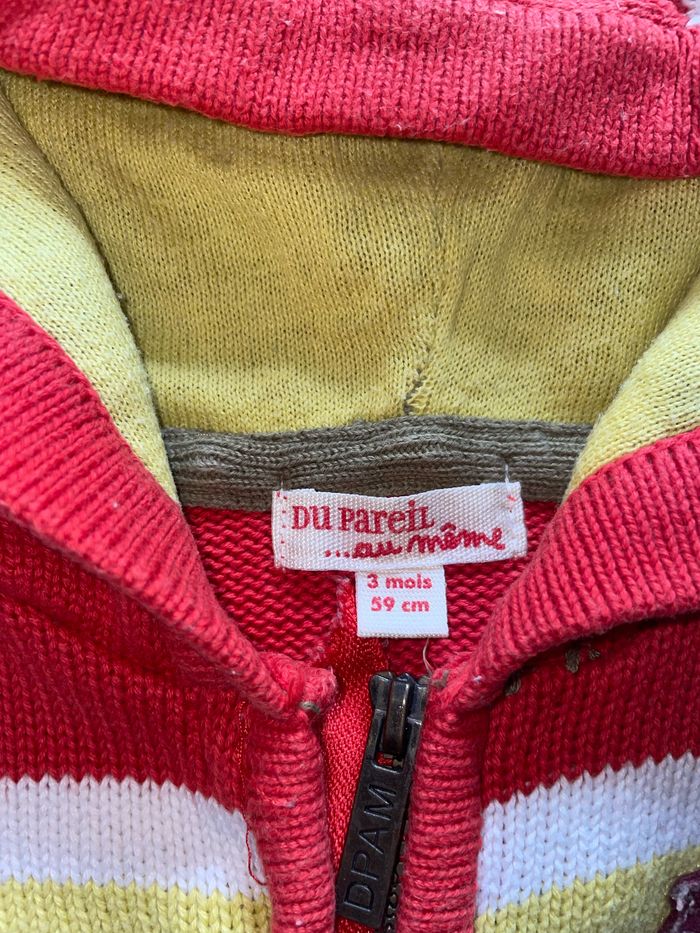 DU PAREIL
...au même
3 mois
59 cm
DPAM